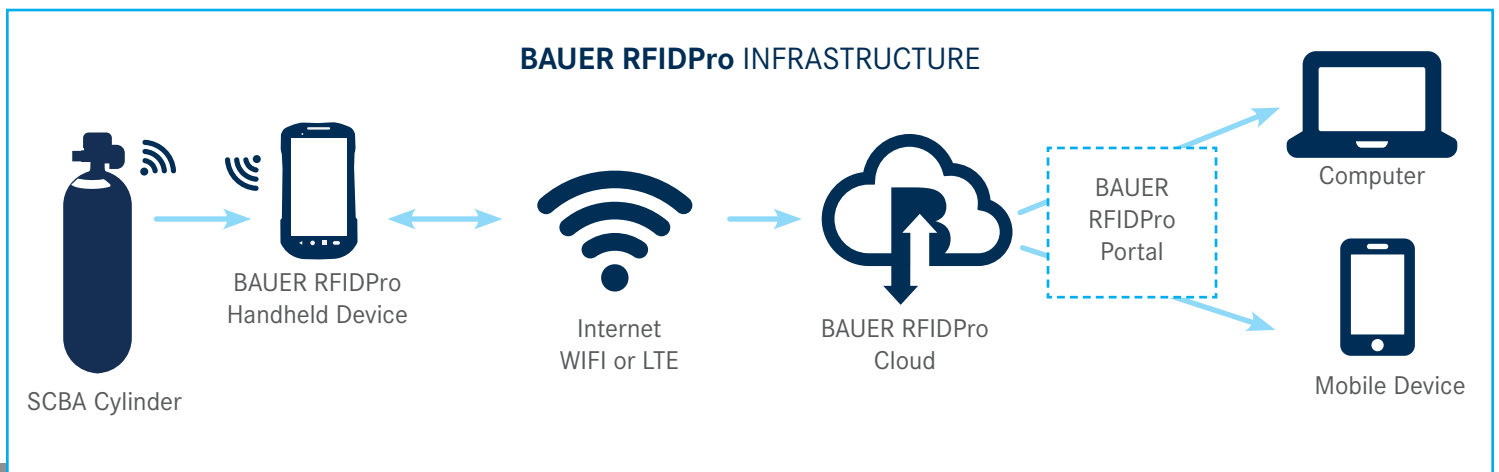 BAUER RFIDPro INFRASTRUCTURE
SCBA Cylinder
BAUER RFIDPro
Handheld Device
Internet
WIFI or LTE
B
BAUER RFIDPro
Cloud
BAUER
RFIDPro
Portal
Computer
Mobile Device